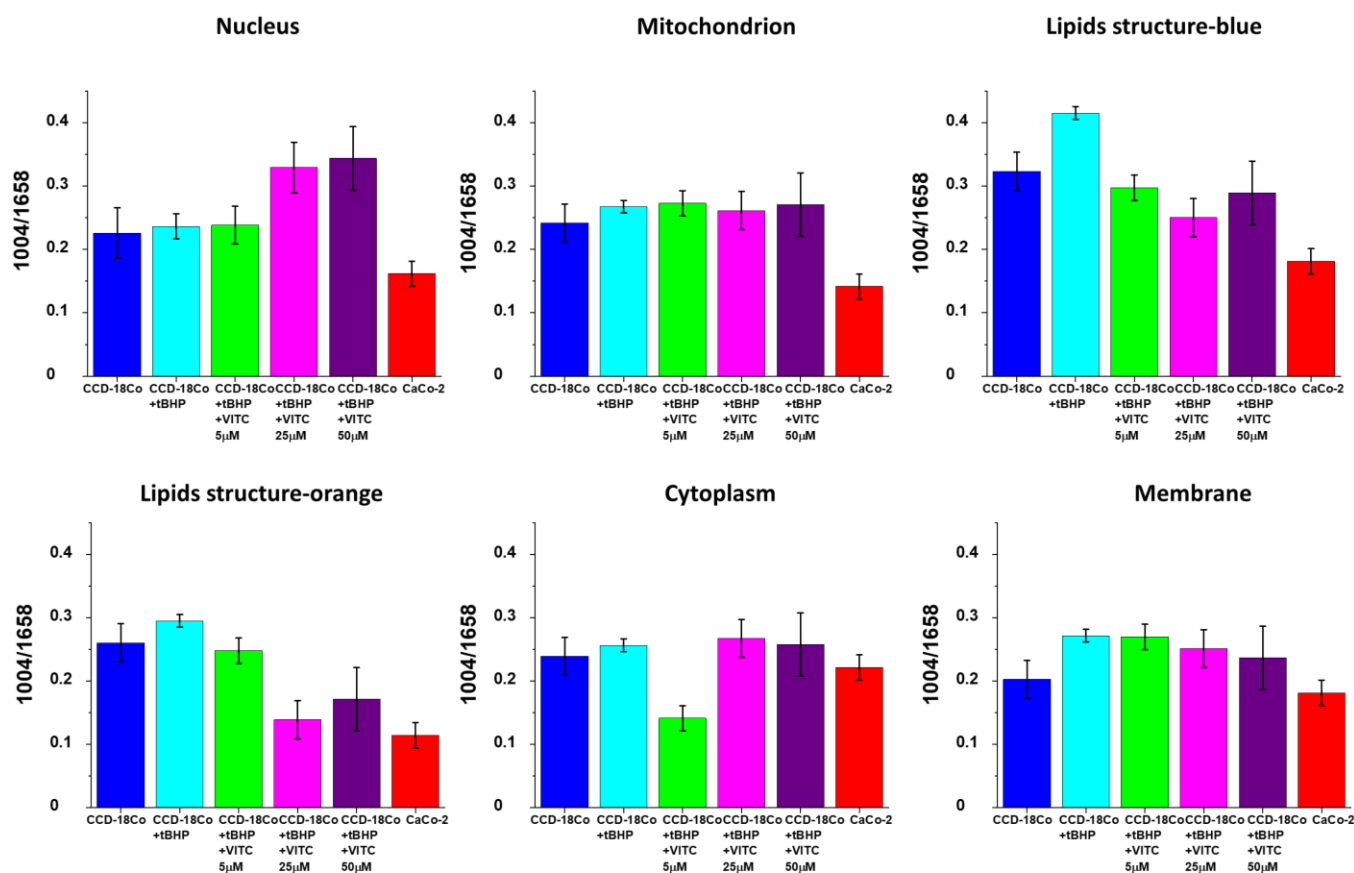 Nucleus
1004/1658
0.4
0.3
0.2
0.1
0
CCD-18Co CCD-18Co CCD-18Co CCD-18Co CCD-18Co CaCo-2
+tBHP +tBHP +tBHP +tBHP
+VITC +VITC +VITC
5µM 25µM 50µM
Mitochondrion
1004/1658
0.4
0.3
0.2
0.1
0
CCD-18Co CCD-18Co CCD-18Co CCD-18Co CCD-18Co CaCo-2
+tBHP +tBHP +tBHP +tBHP
+VITC +VITC +VITC
5µM 25µM 50µM
Lipids structure-blue
1004/1658
0.4
0.3
0.2
0.1
0
CCD-18Co CCD-18Co CCD-18Co CCD-18Co CCD-18Co CaCo-2
+tBHP +tBHP +tBHP +tBHP
+VITC +VITC +VITC
5µM 25µM 50µM
Lipids structure-orange
1004/1658
0.4
0.3
0.2
0.1
0
CCD-18Co CCD-18Co CCD-18Co CCD-18Co CCD-18Co CaCo-2
+tBHP +tBHP +tBHP +tBHP
+VITC +VITC +VITC
5µM 25µM 50µM
Cytoplasm
1004/1658
0.4
0.3
0.2
0.1
0
CCD-18Co CCD-18Co CCD-18Co CCD-18Co CCD-18Co CaCo-2
+tBHP +tBHP +tBHP +tBHP
+VITC +VITC +VITC
5µM 25µM 50µM
Membrane
1004/1658
0.4
0.3
0.2
0.1
0
CCD-18Co CCD-18Co CCD-18Co CCD-18Co CCD-18Co CaCo-2
+tBHP +tBHP +tBHP +tBHP
+VITC +VITC +VITC
5µM 25µM 50µM